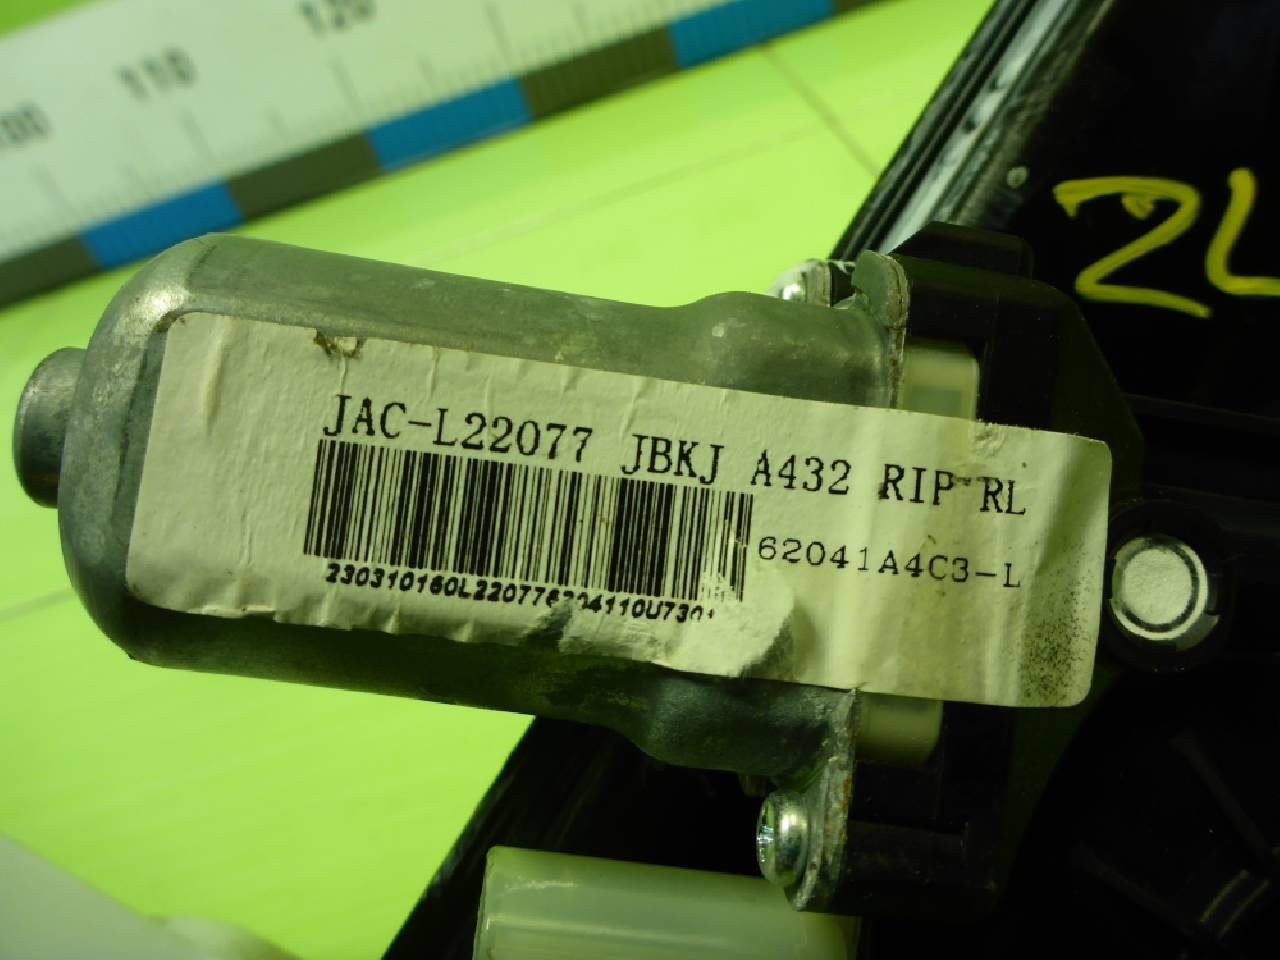 100
110
120
2L
JAC-L22077 JBKJ A432 RIP RL
62041A4C3-L